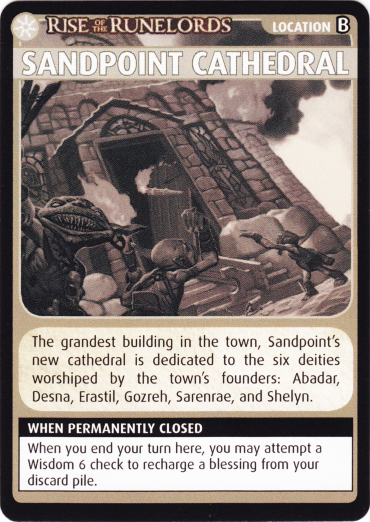 RISE OF THE RUNELORDS LOCATION B
SANDPOINT CATHEDRAL
The grandest building in the town, Sandpoint's
new cathedral is dedicated to the six deities
worshiped by the town's founders: Abadar,
Desna, Erastil, Gozreh, Sarenrae, and Shelyn.
WHEN PERMANENTLY CLOSED
When you end your turn here, you may attempt a
Wisdom 6 check to recharge a blessing from your
discard pile.